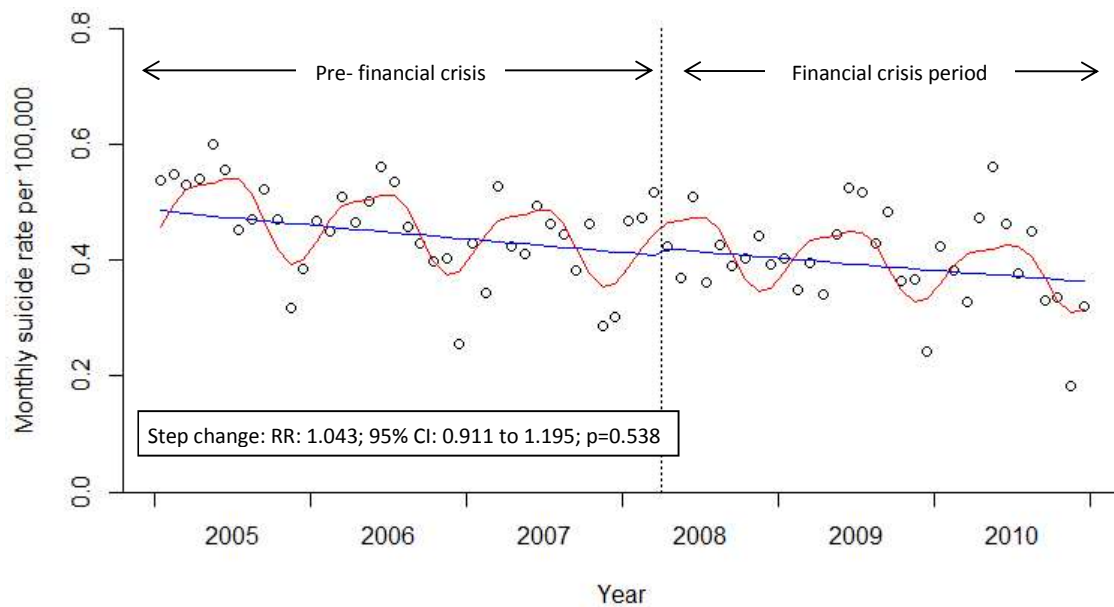 0.8
Pre- financial crisis
Financial crisis period
0.6
0.4
0.2
0.0
Monthly suicide rate per 100,000
Step change: RR: 1.043; 95% CI: 0.911 to 1.195; p=0.538
2005 2006 2007 2008 2009 2010
Year